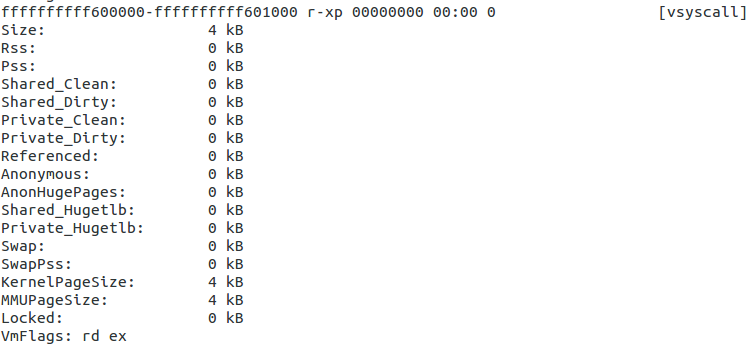 ffffffffff600000-ffffffffff601000 r-xp 00000000 00:00 0 [vsyscall]
Size: 4 kB
Rss: 0 kB
Pss: 0 kB
Shared_Clean: 0 kB
Shared_Dirty: 0 kB
Private_Clean: 0 kB
Private_Dirty: 0 kB
Referenced: 0 kB
Anonymous: 0 kB
AnonHugePages: 0 kB
Shared_Hugetlb: 0 kB
Private_Hugetlb: 0 kB
Swap: 0 kB
SwapPss: 0 kB
KernelPageSize: 4 kB
MMUPageSize: 4 kB
Locked: 0 kB
VmFlags: rd ex